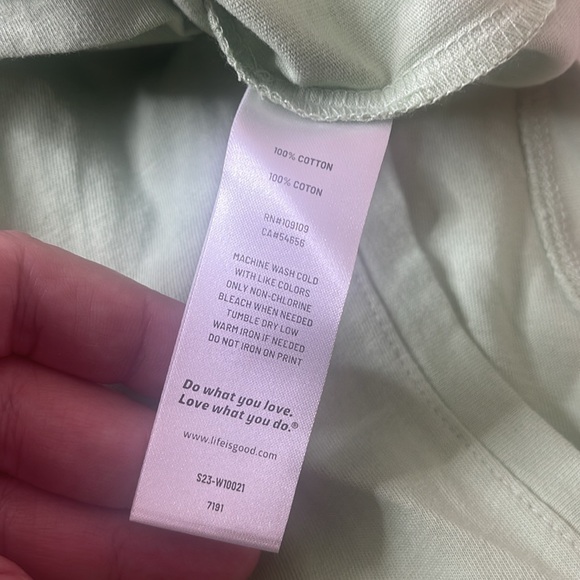 100% COTTON
100% COTON
RN#109109
CA#54656
MACHINE WASH COLD
WITH LIKE COLORS
ONLY NON-CHLORINE
BLEACH WHEN NEEDED
TUMBLE DRY LOW
WARM IRON IF NEEDED
DO NOT IRON ON PRINT
Do what you love.
Love what you do.®
www.lifeisgood.com
S23-W10021
7191